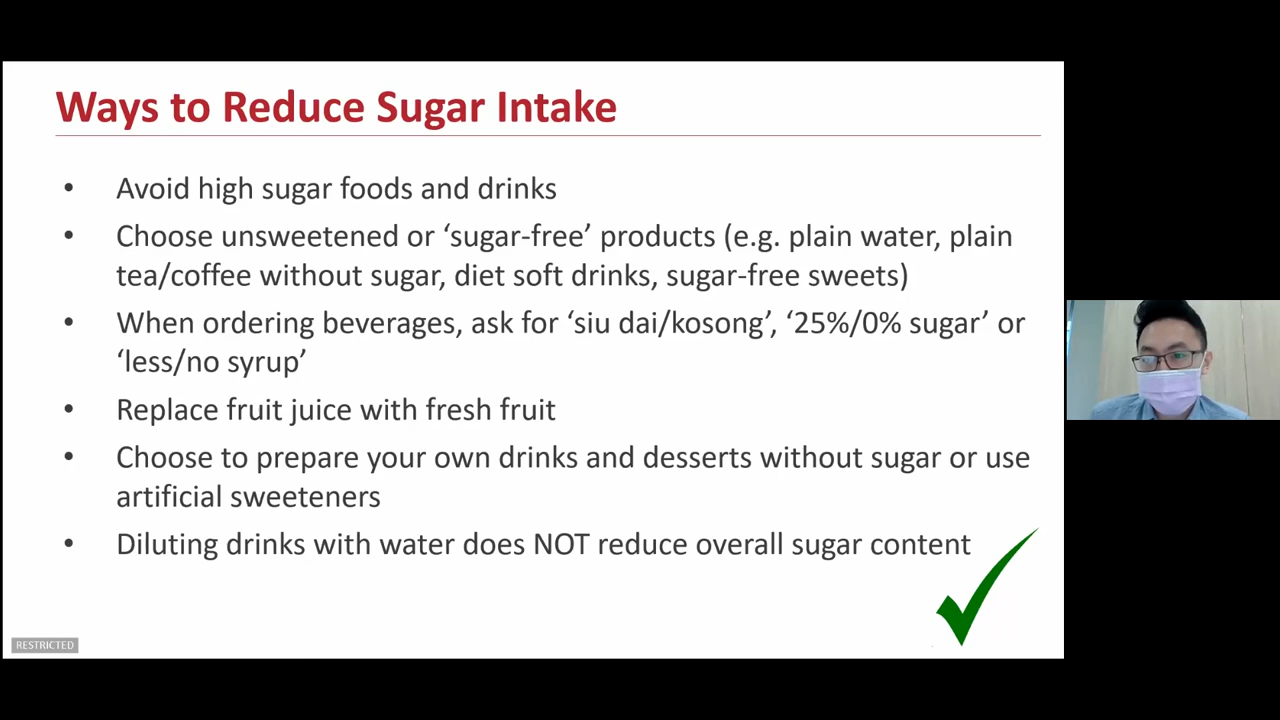 Ways to Reduce Sugar Intake
• Avoid high sugar foods and drinks
• Choose unsweetened or ‘sugar-free’ products (e.g. plain water, plain
tea/coffee without sugar, diet soft drinks, sugar-free sweets)
• When ordering beverages, ask for ‘siu dai/kosong’, ‘25%/0% sugar’ or
‘less/no syrup’
• Replace fruit juice with fresh fruit
• Choose to prepare your own drinks and desserts without sugar or use
artificial sweeteners
• Diluting drinks with water does NOT reduce overall sugar content
RESTRICTED